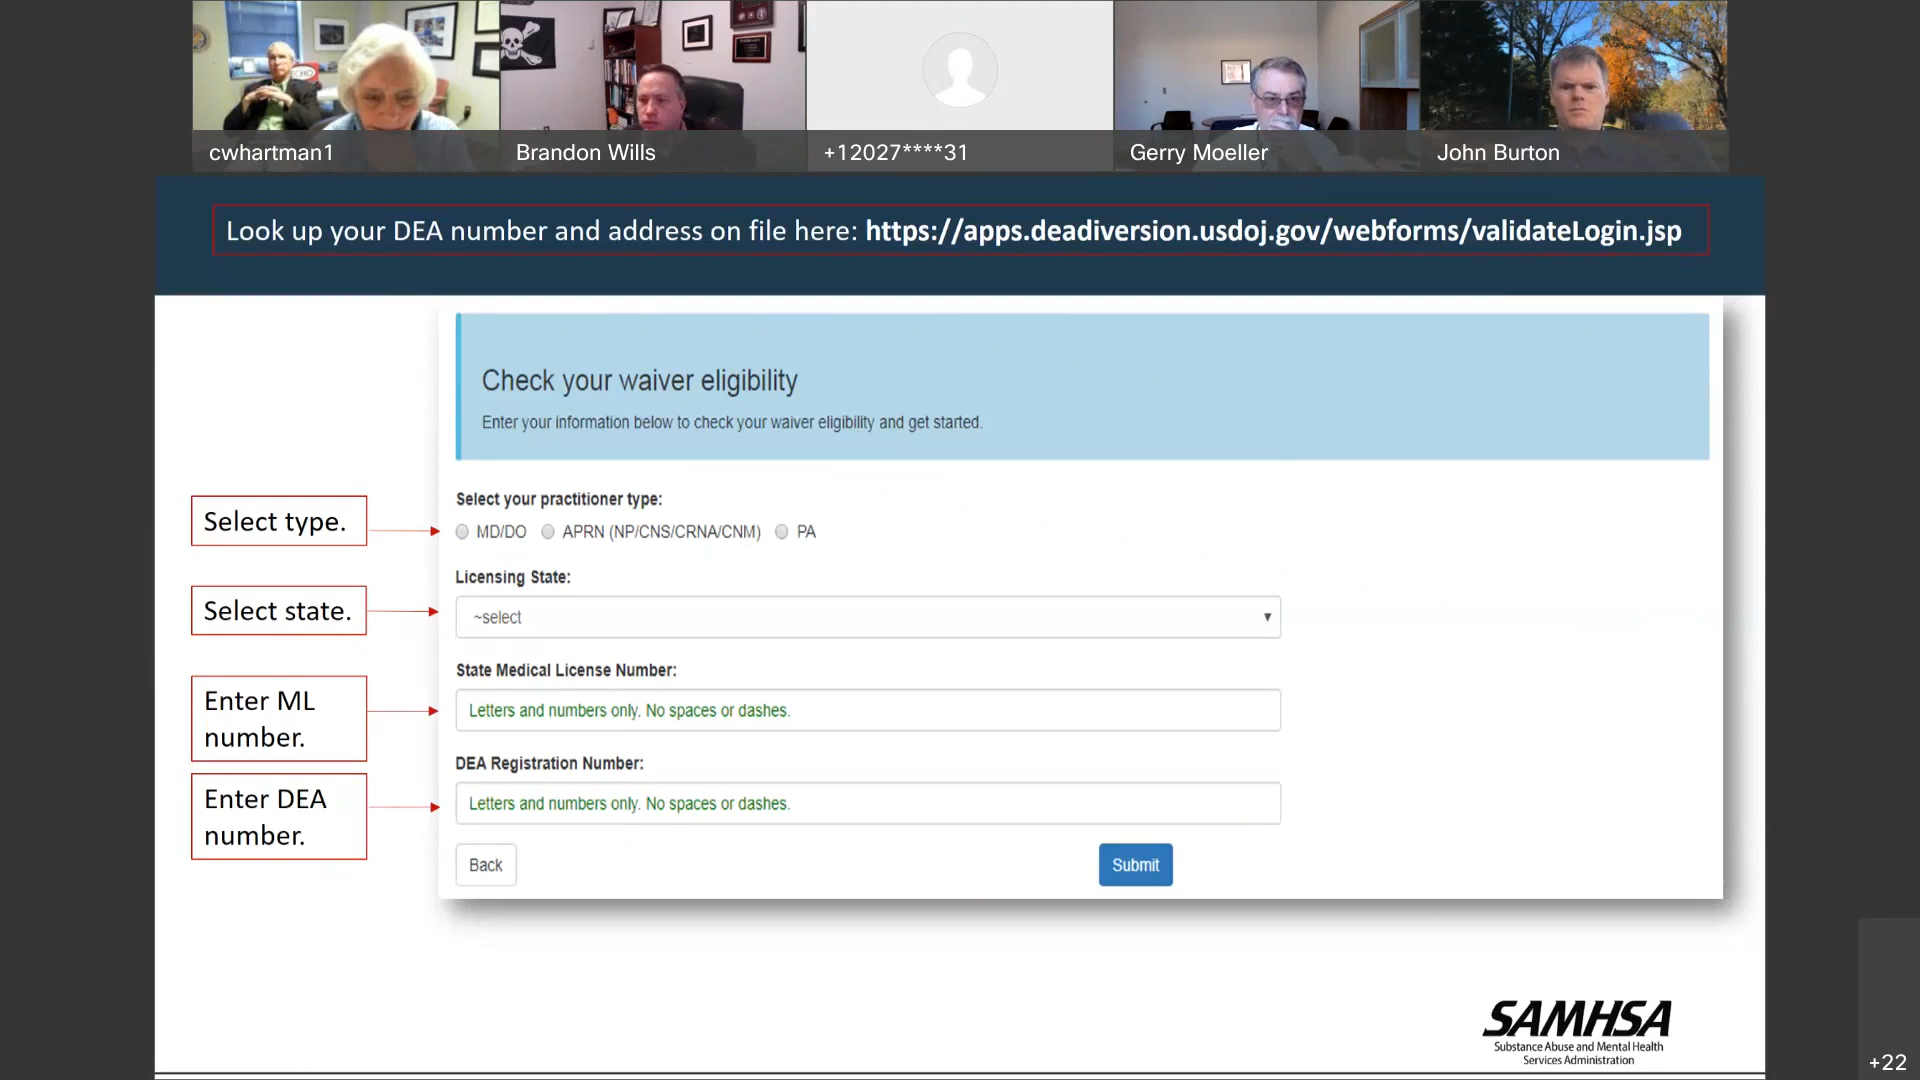 cwhartman1
Brandon Wills
+12027****31
Gerry Moeller
John Burton
Look up your DEA number and address on file here: https://apps.deadiversion.usdoj.gov/webforms/validateLogin.jsp
Check your waiver eligibility
Enter your information below to check your waiver eligibility and get started.
Select your practitioner type:
Select type.
MD/DO APRN (NP/CNS/CRNA/CNM) PA
Licensing State:
Select state.
~select
State Medical License Number:
Enter ML
number.
Letters and numbers only. No spaces or dashes.
DEA Registration Number:
Enter DEA
number.
Letters and numbers only. No spaces or dashes.
Back
Submit
SAMHSA
Substance Abuse and Mental Health
Services Administration
+22